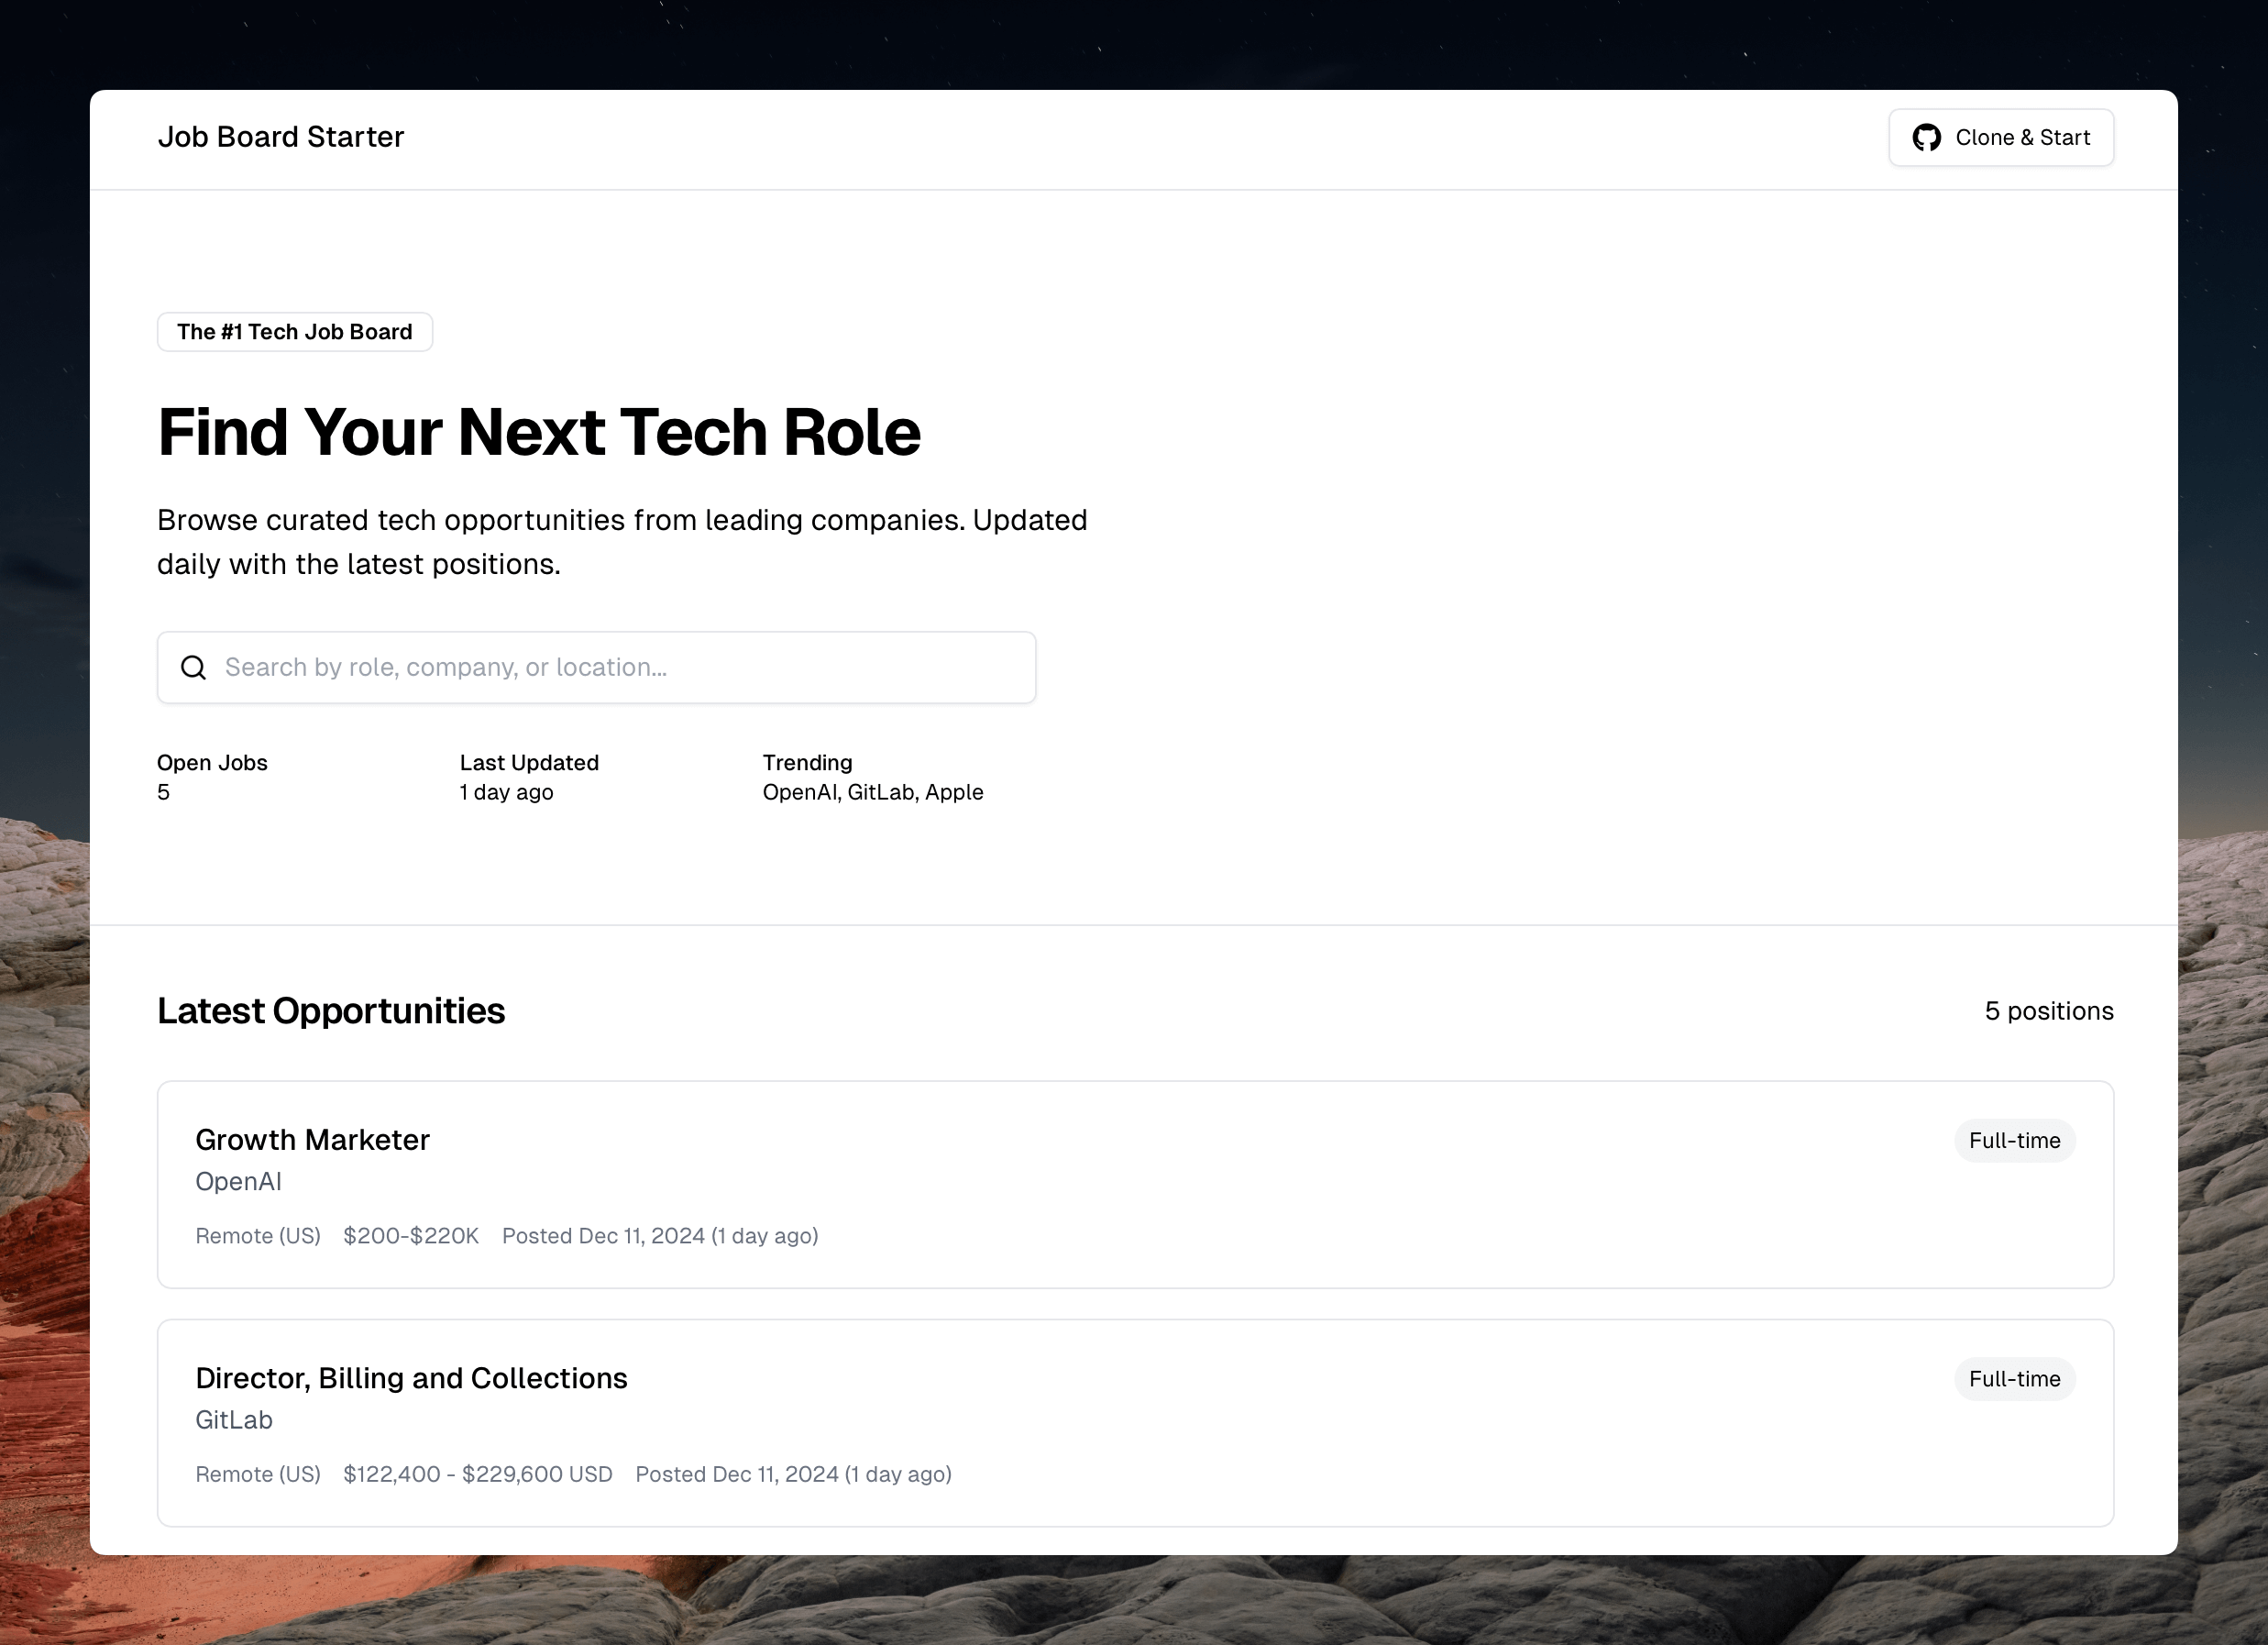 Job Board Starter
Clone & Start
The #1 Tech Job Board
Find Your Next Tech Role
Browse curated tech opportunities from leading companies. Updated
daily with the latest positions.
Search by role, company, or location...
Open Jobs
5
Last Updated
1 day ago
Trending
OpenAI, GitLab, Apple
Latest Opportunities
5 positions
Growth Marketer
Full-time
OpenAI
Remote (US) $200-$220K Posted Dec 11, 2024 (1 day ago)
Director, Billing and Collections
Full-time
GitLab
Remote (US) $122,400 - $229,600 USD Posted Dec 11, 2024 (1 day ago)